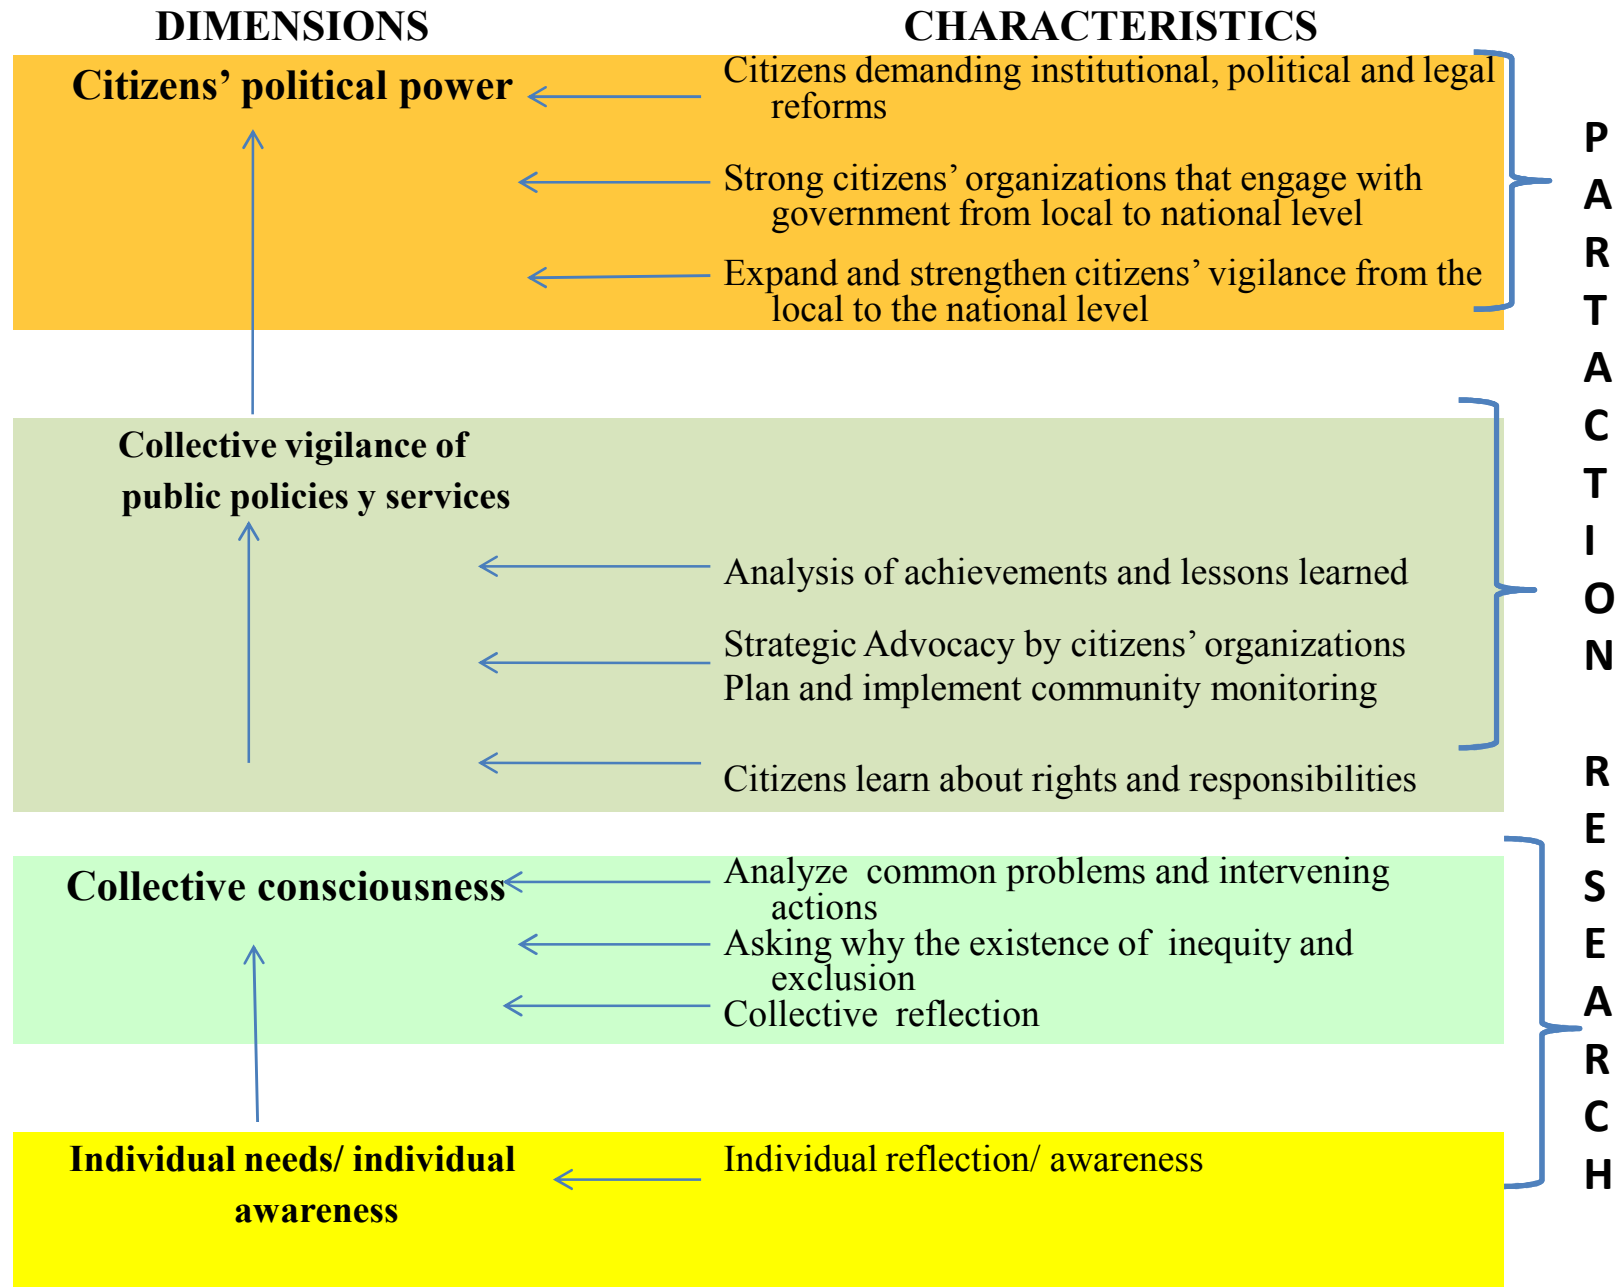 DIMENSIONS
CHARACTERISTICS
Citizens’ political power
Citizens demanding institutional, political and legal
reforms
Strong citizens’ organizations that engage with
government from local to national level
Expand and strengthen citizens’ vigilance from the
local to the national level
Collective vigilance of
public policies y services
Analysis of achievements and lessons learned
Strategic Advocacy by citizens’ organizations
Plan and implement community monitoring
Citizens learn about rights and responsibilities
Collective consciousness
Analyze common problems and intervening
actions
Asking why the existence of inequity and
exclusion
Collective reflection
Individual needs/ individual
awareness
Individual reflection/ awareness
PARTACTION RESEARCH